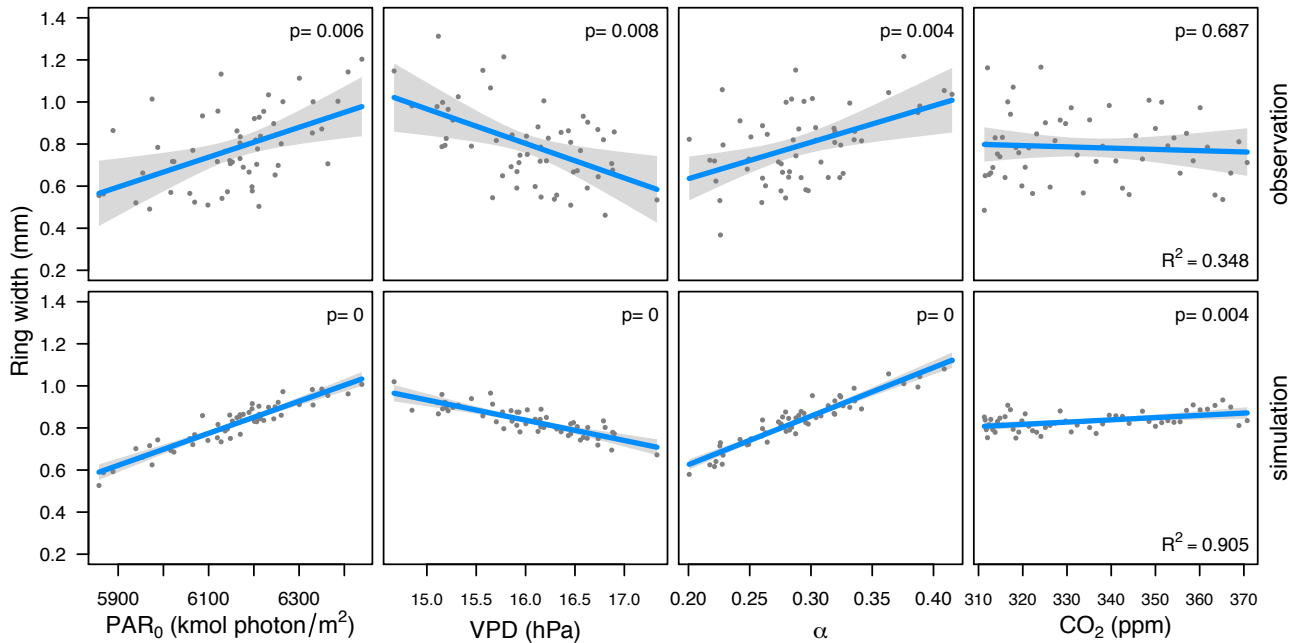 1.4
1.2
1.0
0.8
0.6
0.4
0.2
p= 0.006
p= 0.008
p= 0.004
p= 0.687
R² = 0.348
observation
Ring width (mm)
1.4
1.2
1.0
0.8
0.6
0.4
0.2
p= 0
p= 0
p= 0
p= 0.004
R² = 0.905
simulation
5900 6100 6300
15.0 15.5 16.0 16.5 17.0
0.20 0.25 0.30 0.35 0.40
310 320 330 340 350 360 370
PAR₀ (kmol photon/m²)
VPD (hPa)
α
CO₂ (ppm)